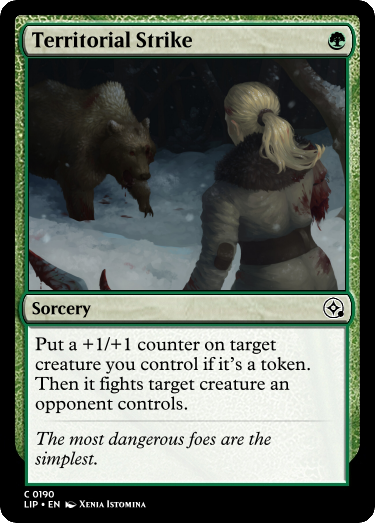 Territorial Strike
Sorcery
Put a +1/+1 counter on target
creature you control if it's a token.
Then it fights target creature an
opponent controls.
The most dangerous foes are the
simplest.
C 0190
LIP • EN Xenia Istomina